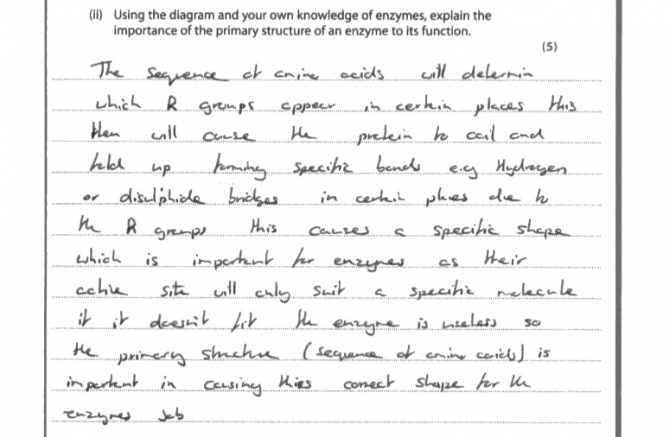 (ii) Using the diagram and your own knowledge of enzymes, explain the
importance of the primary structure of an enzyme to its function.
(5)
The sequence of amino acids will determin
which R groups appear in certain places this
then will cause the protein to coil and
fold up forming specific bonds e.g Hydrogen
or disulphide bridges in certain places due to
the R groups this causes a specific shape
which is important for enzymes as their
active site will only suit a specific molecule
if it doesn't fit the enzyme is useless so
the primary structure (sequence of amino acids) is
important in causing this correct shape for the
enzymes job